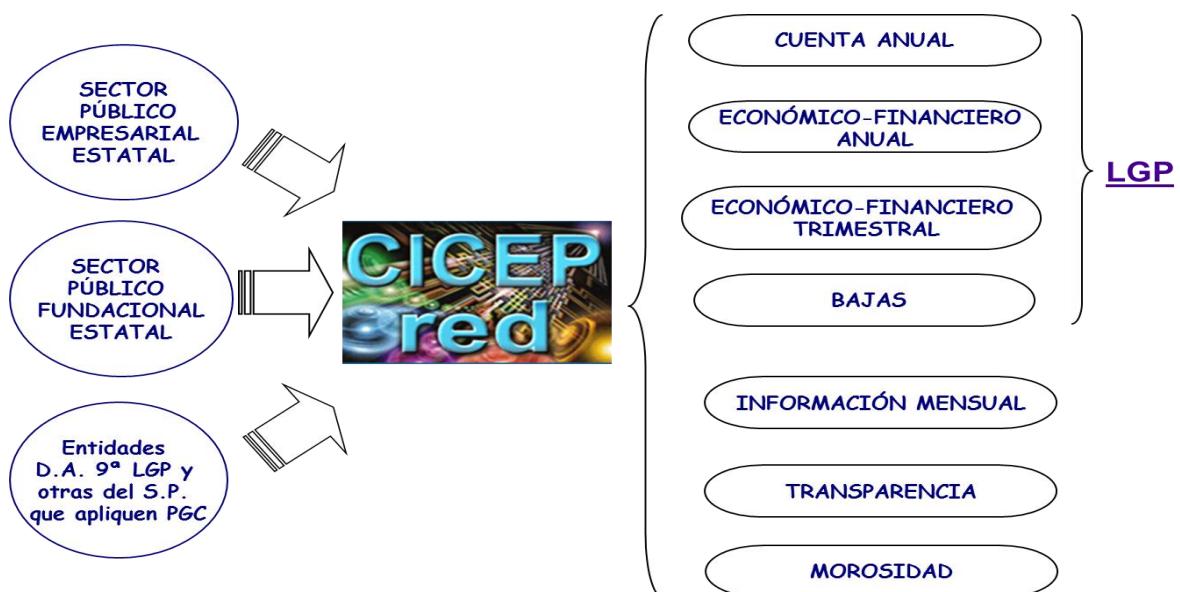 SECTOR
PÚBLICO
EMPRESARIAL
ESTATAL
SECTOR
PÚBLICO
FUNDACIONAL
ESTATAL
Entidades
D.A. 9ª LGP y
otras del S.P.
que apliquen PGC
CICEP
red
CUENTA ANUAL
ECONÓMICO-FINANCIERO
ANUAL
ECONÓMICO-FINANCIERO
TRIMESTRAL
BAJAS
INFORMACIÓN MENSUAL
TRANSPARENCIA
MOROSIDAD
LGP